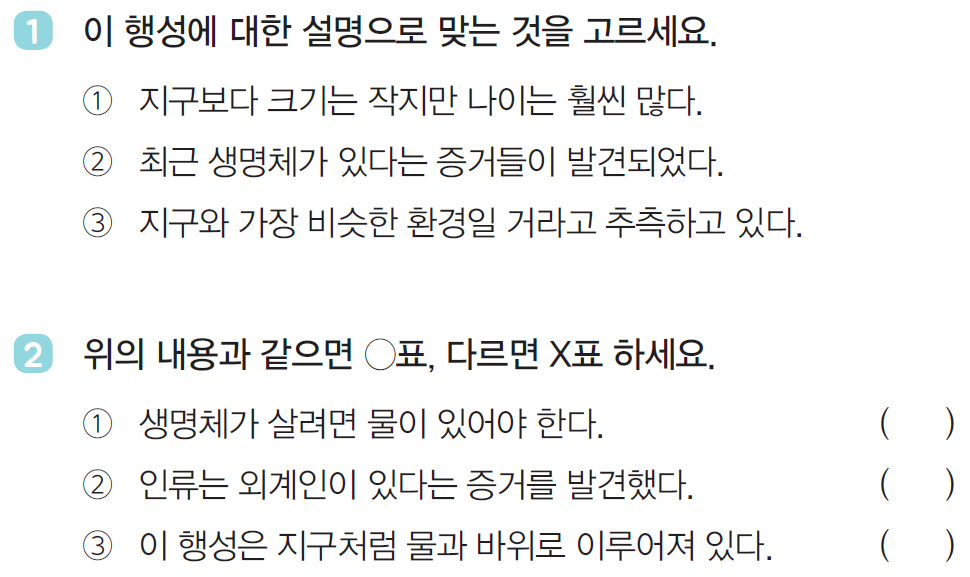 1 이 행성에 대한 설명으로 맞는 것을 고르세요.
① 지구보다 크기는 작지만 나이는 훨씬 많다.
② 최근 생명체가 있다는 증거들이 발견되었다.
③ 지구와 가장 비슷한 환경일 거라고 추측하고 있다.
2 위의 내용과 같으면 ◯표, 다르면 X표 하세요.
① 생명체가 살려면 물이 있어야 한다. ( )
② 인류는 외계인이 있다는 증거를 발견했다. ( )
③ 이 행성은 지구처럼 물과 바위로 이루어져 있다. ( )